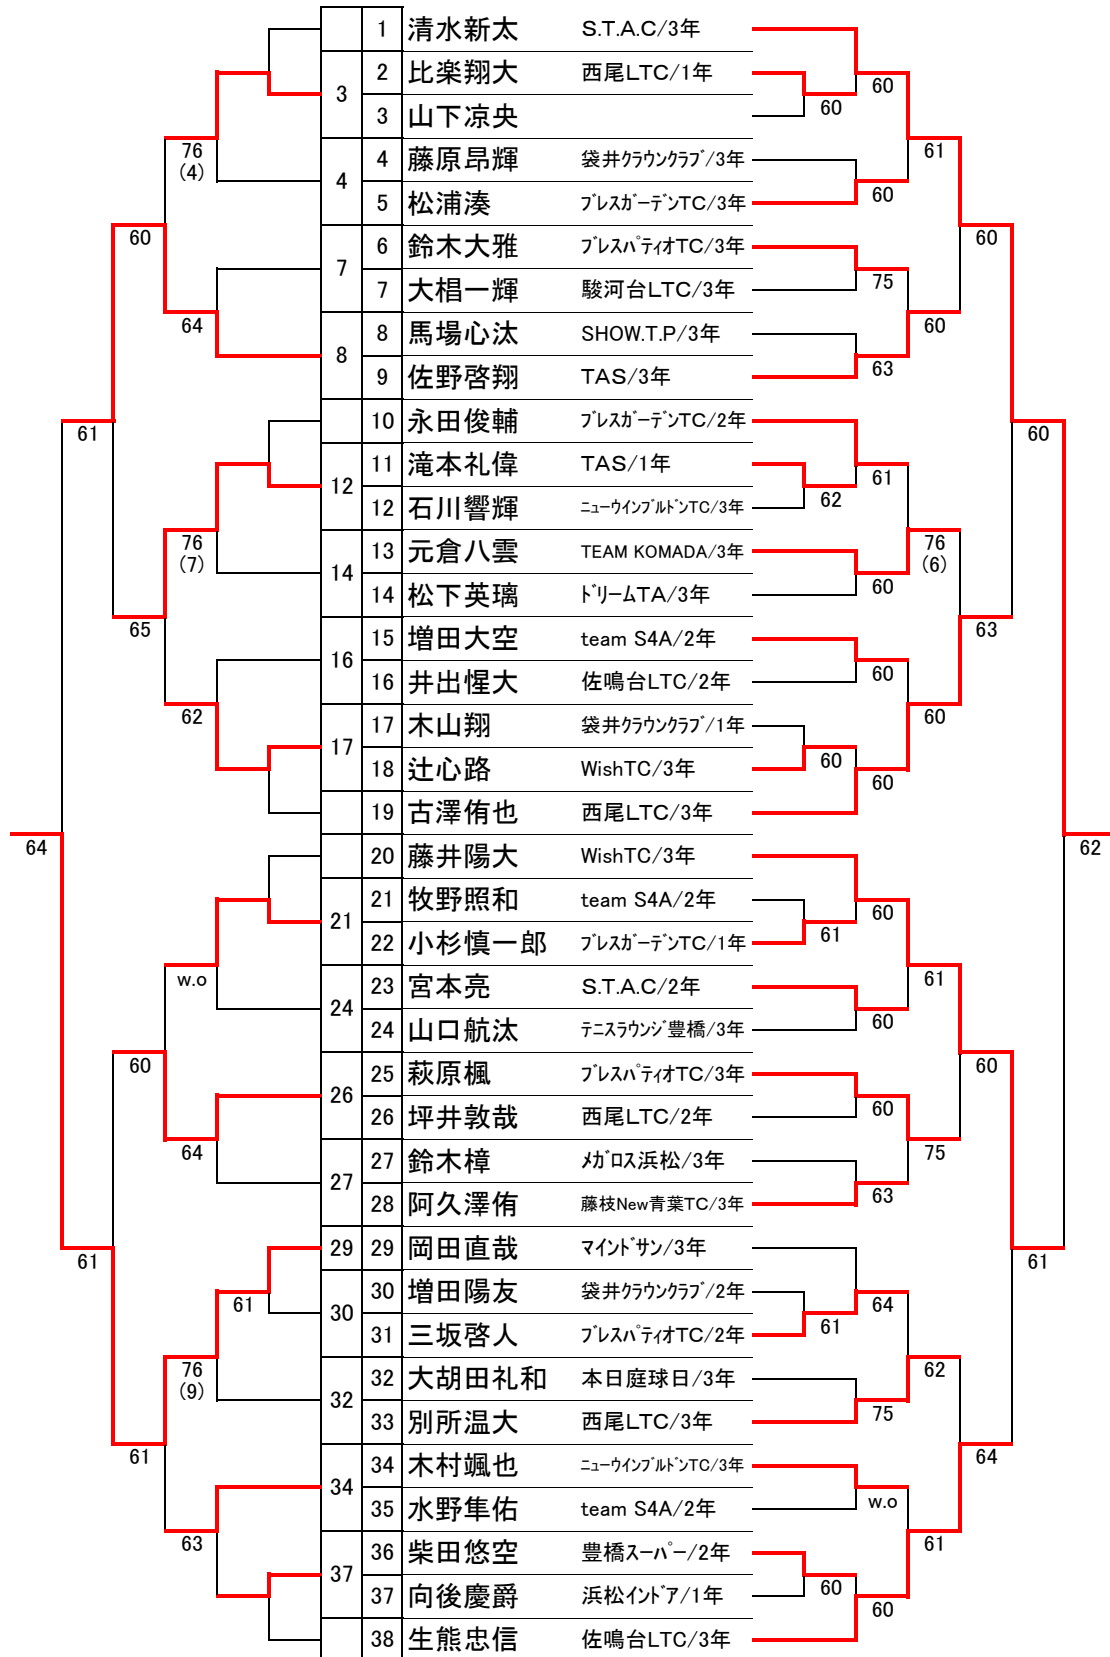 1 清水新太 S.T.A.C/3年
2 比楽翔大 西尾LTC/1年
60
3
60
3 山下凉央
76
(4)
4 藤原昂輝 袋井クラウンクラブ/3年
61
4
60
5 松浦湊 ブレスガーデンTC/3年
60
6 鈴木大雅 ブレスパティオTC/3年
60
7
75
7 大椙一輝 駿河台LTC/3年
64
8 馬場心汰 SHOW.T.P/3年
60
8
63
9 佐野啓翔 TAS/3年
61
10 永田俊輔 ブレスガーデンTC/2年
60
11 滝本礼偉 TAS/1年
61
12
62
12 石川響輝 ニューウインブルドンTC/3年
76
(7)
13 元倉八雲 TEAM KOMADA/3年
76
(6)
14
60
14 松下英璃 ドリームTA/3年
65
15 増田大空 team S4A/2年
63
16
60
16 井出惺大 佐鳴台LTC/2年
62
17 木山翔 袋井クラウンクラブ/1年
60
17
60
18 辻心路 WishTC/3年
60
19 古澤侑也 西尾LTC/3年
64
20 藤井陽大 WishTC/3年
62
21 牧野照和 team S4A/2年
60
21
61
22 小杉慎一郎 ブレスガーデンTC/1年
w.o
23 宮本亮 S.T.A.C/2年
61
24
60
24 山口航汰 テニスラウンジ豊橋/3年
60
25 萩原楓 ブレスパティオTC/3年
60
26
60
26 坪井敦哉 西尾LTC/2年
64
27 鈴木樟 メガロス浜松/3年
75
27
63
28 阿久澤侑 藤枝New青葉TC/3年
61
29
29 岡田直哉 マインドサン/3年
61
61
30 増田陽友 袋井クラウンクラブ/2年
64
30
61
31 三坂啓人 ブレスパティオTC/2年
76
(9)
32 大胡田礼和 本日庭球日/3年
62
32
75
33 別所温大 西尾LTC/3年
61
34 木村颯也 ニューウインブルドンTC/3年
64
34
w.o
35 水野隼佑 team S4A/2年
63
36 柴田悠空 豊橋スーパー/2年
61
37
60
37 向後慶爵 浜松インドア/1年
60
38 生熊忠信 佐鳴台LTC/3年